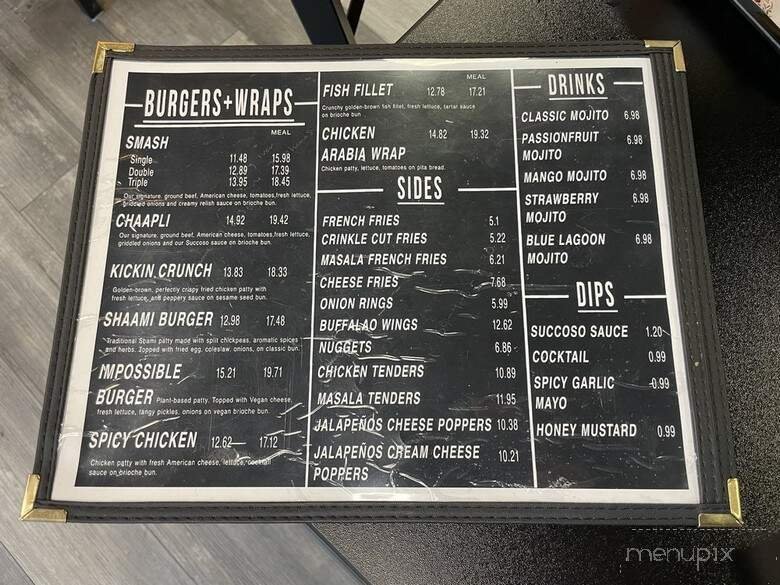 BURGERS+WRAPS
MEAL
SMASH
Single 11.48 15.98
Double 12.89 17.39
Triple 13.95 18.45
Our signature, ground beef, American cheese, tomatoes,fresh lettuce,
griddled onions and creamy relish sauce on brioche bun.
CHAAPLI 14.92 19.42
Our signature, ground beef, American cheese, tomatoes,fresh lettuce,
griddled onions and our Succoso sauce on brioche bun.
KICKIN CRUNCH 13.83 18.33
Golden-brown, perfectly crispy fried chicken patty with
fresh lettuce, and peppery sauce on sesame seed bun.
SHAAMI BURGER 12.98 17.48
Traditional Shami patty made with split chickpeas, aromatic spices
and herbs. Topped with fried egg, coleslaw, onions, on classic bun.
IMPOSSIBLE 15.21 19.71
BURGER Plant-based patty. Topped with Vegan cheese,
fresh lettuce, tangy pickles, onions on vegan brioche bun.
SPICY CHICKEN 12.62 17.12
Chicken patty with fresh American cheese, lettuce, cocktail
sauce on brioche bun.
MEAL
FISH FILLET 12.78 17.21
Crunchy golden-brown fish fillet, fresh lettuce, tartar sauce
on brioche bun
CHICKEN 14.82 19.32
ARABIA WRAP
Chicken patty, lettuce, tomatoes on pita bread.
SIDES
FRENCH FRIES 5.1
CRINKLE CUT FRIES 5.22
MASALA FRENCH FRIES 6.21
CHEESE FRIES 7.68
ONION RINGS 5.99
BUFFALAO WINGS 12.62
NUGGETS 6.86
CHICKEN TENDERS 10.89
MASALA TENDERS 11.95
JALAPEÑOS CHEESE POPPERS 10.38
JALAPEÑOS CREAM CHEESE 10.21
POPPERS
DRINKS
CLASSIC MOJITO 6.98
PASSIONFRUIT 6.98
MOJITO
MANGO MOJITO 6.98
STRAWBERRY 6.98
MOJITO
BLUE LAGOON 6.98
MOJITO
DIPS
SUCCOSO SAUCE 1.20
COCKTAIL 0.99
SPICY GARLIC 0.99
MAYO
HONEY MUSTARD 0.99
menupix